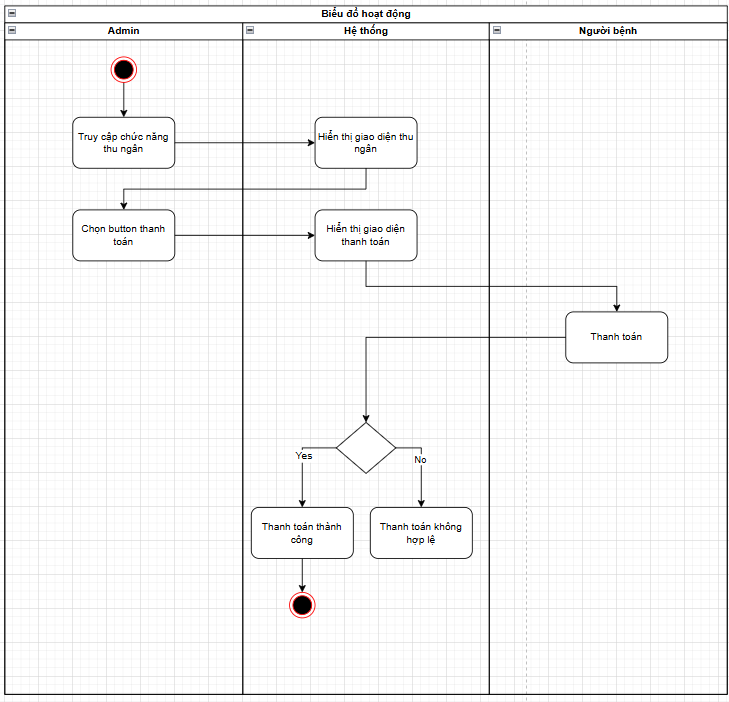 Biểu đồ hoạt động
Admin
Hệ thống
Người bệnh
Truy cập chức năng
thu ngân
Hiển thị giao diện thu
ngân
Chọn button thanh
toán
Hiển thị giao diện
thanh toán
Thanh toán
Yes
No
Thanh toán thành
công
Thanh toán không
hợp lệ